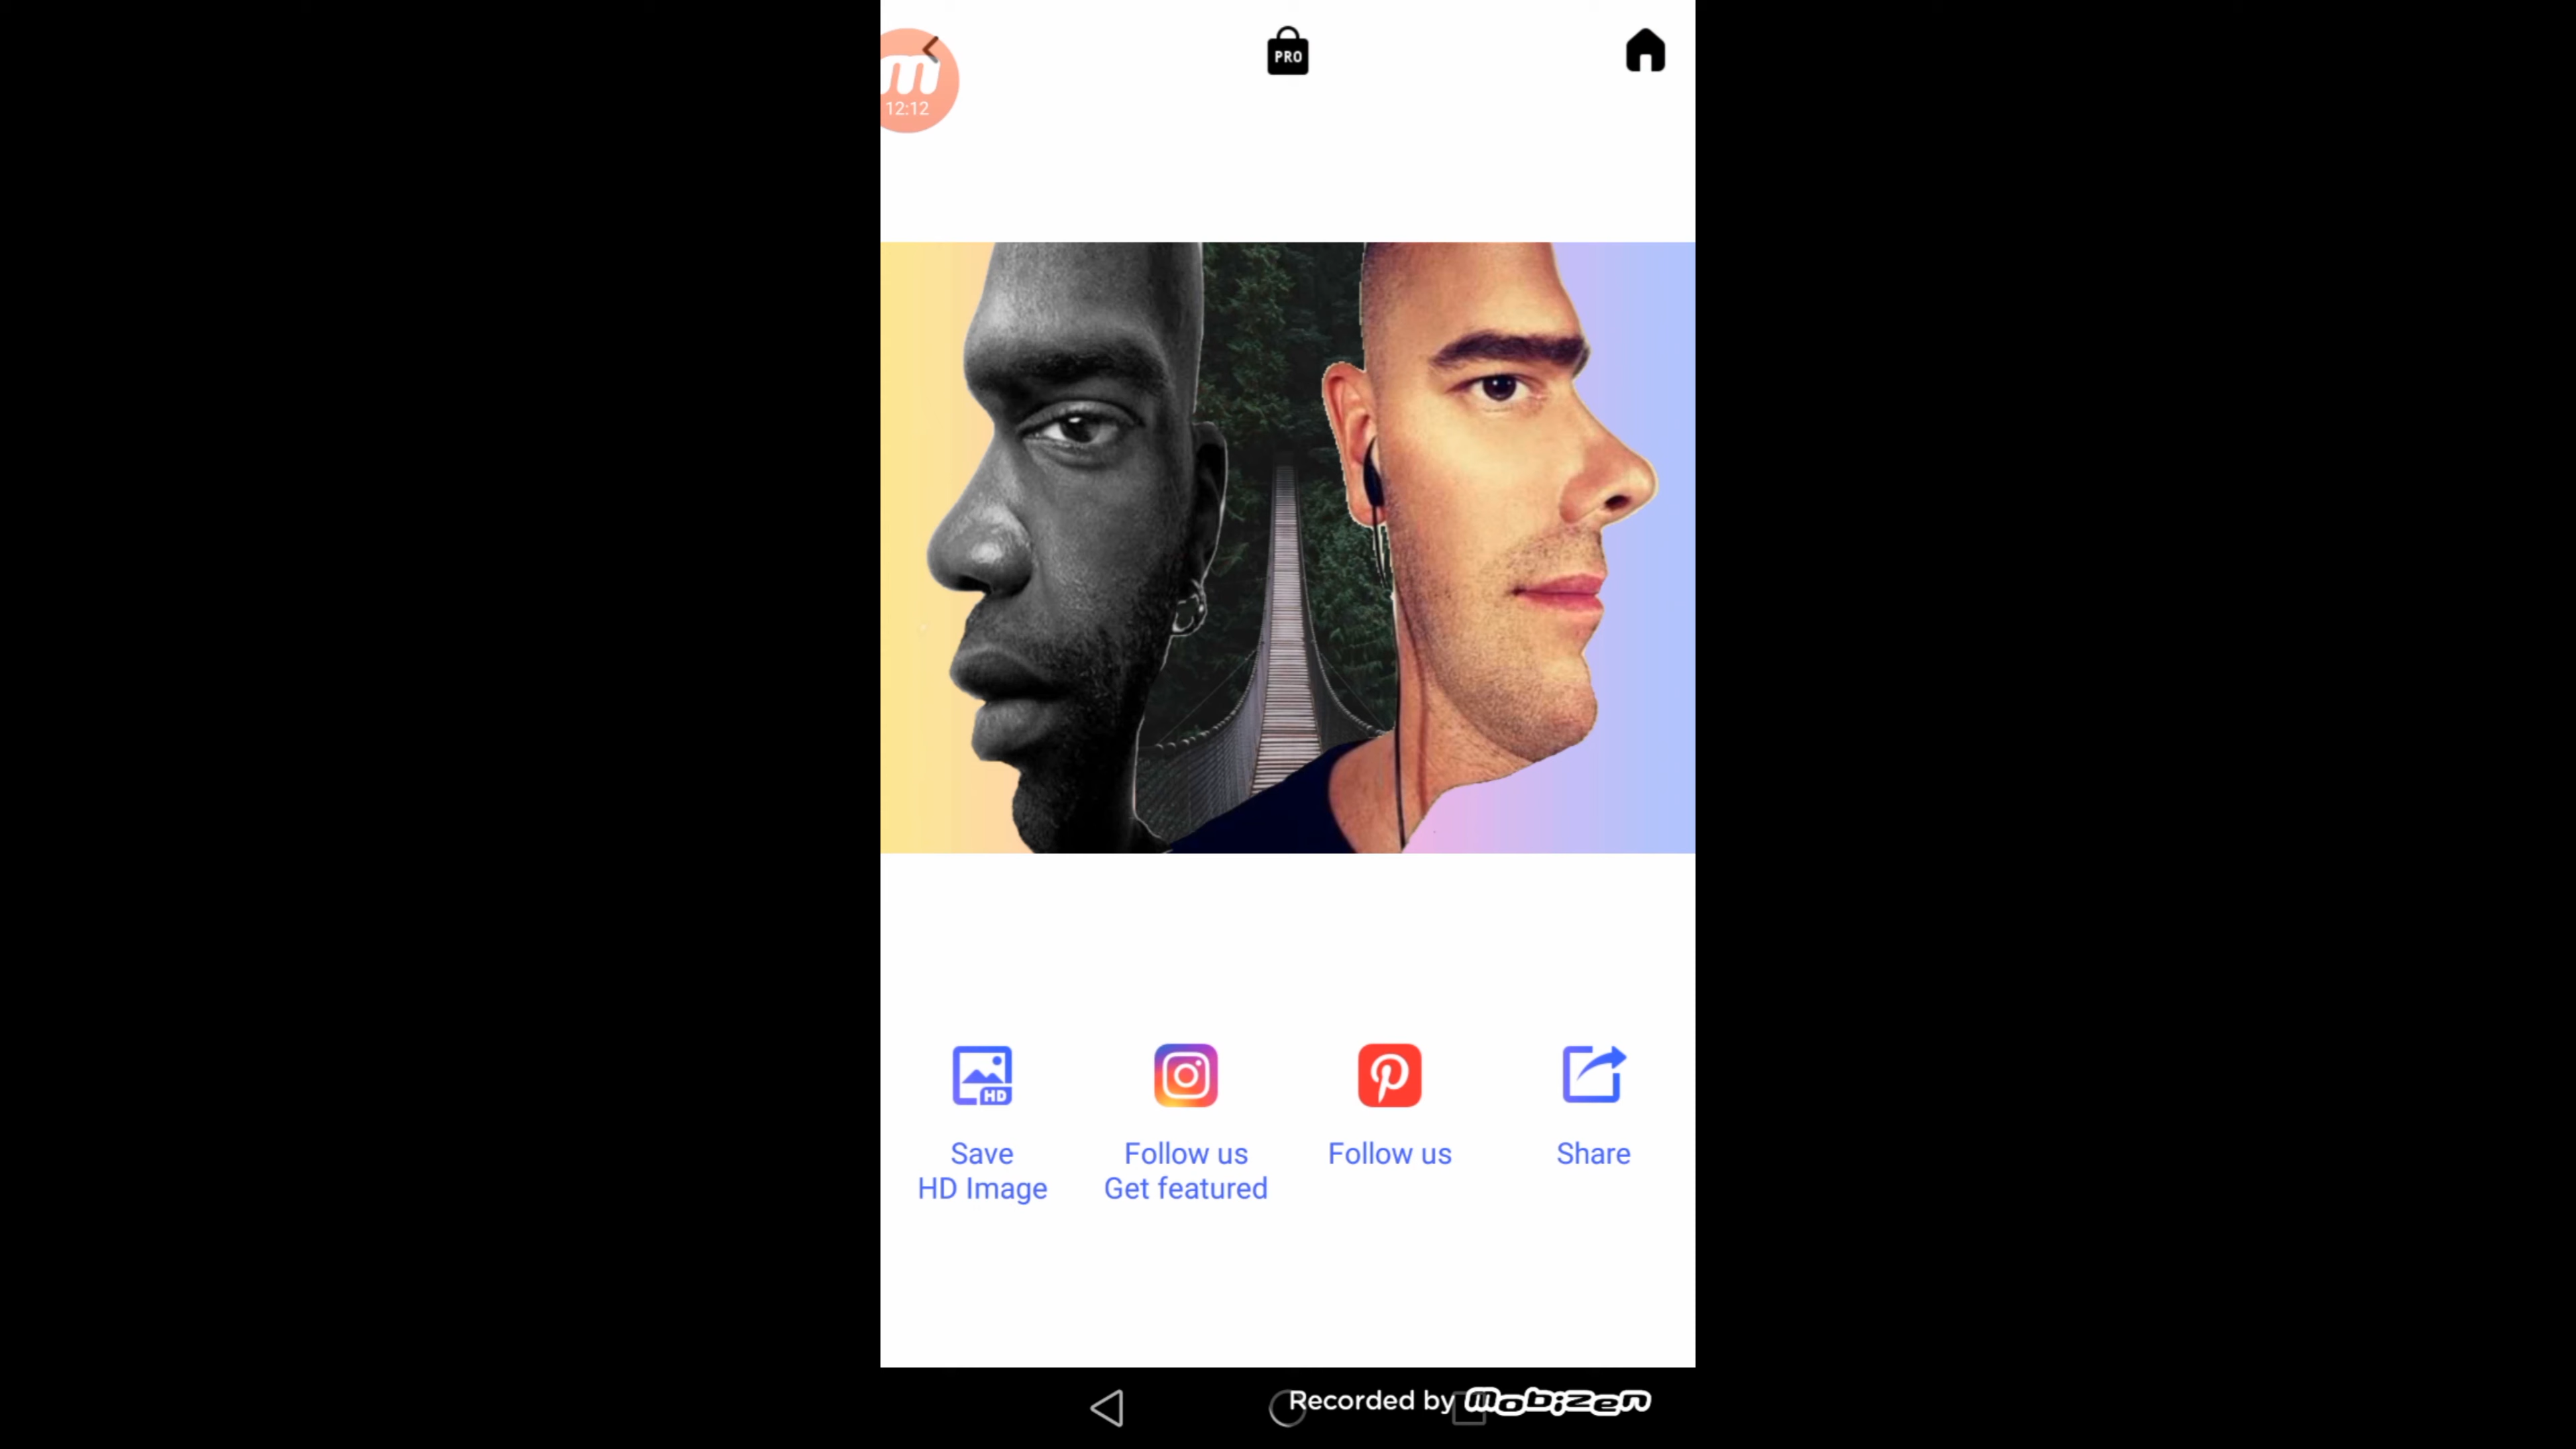 PRO
m
12:12
HD
Save
HD Image
Follow us
Get featured
Follow us
Share
Recorded by mobizen